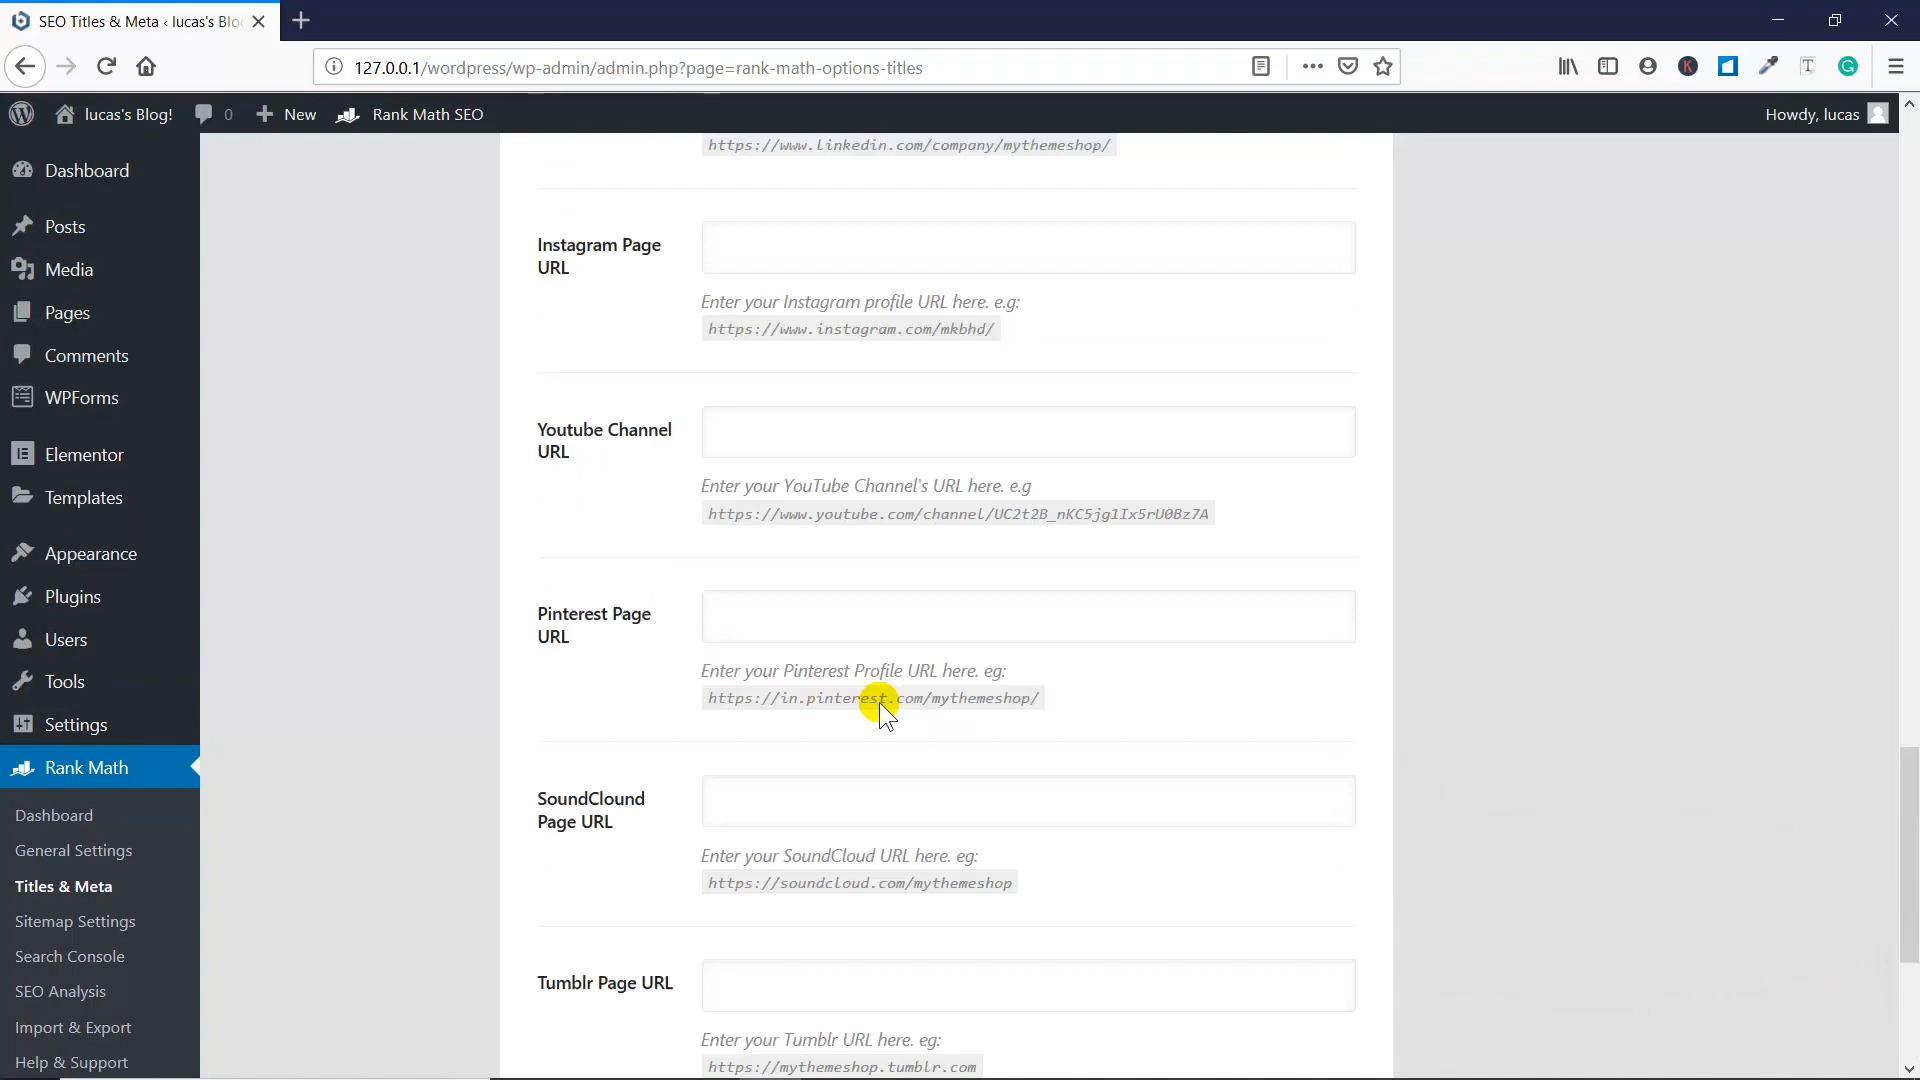 SEO Titles & Meta ‹ lucas's Blo
127.0.0.1/wordpress/wp-admin/admin.php?page=rank-math-options-titles
lucas's Blog!
0
New
Rank Math SEO
Howdy, lucas
Dashboard
Posts
Media
Pages
Comments
WPForms
Elementor
Templates
Appearance
Plugins
Users
Tools
Settings
Rank Math
Dashboard
General Settings
Titles & Meta
Sitemap Settings
Search Console
SEO Analysis
Import & Export
Help & Support
https://www.linkedin.com/company/mythemeshop/
Instagram Page
URL
Enter your Instagram profile URL here. e.g:
https://www.instagram.com/mkbhd/
Youtube Channel
URL
Enter your YouTube Channel's URL here. e.g
https://www.youtube.com/channel/UC2t2B_nKC5jg1Ix5rU0Bz7A
Pinterest Page
URL
Enter your Pinterest Profile URL here. eg:
https://in.pinterest.com/mythemeshop/
SoundClound
Page URL
Enter your SoundCloud URL here. eg:
https://soundcloud.com/mythemeshop
Tumblr Page URL
Enter your Tumblr URL here. eg:
https://mythemeshop.tumblr.com